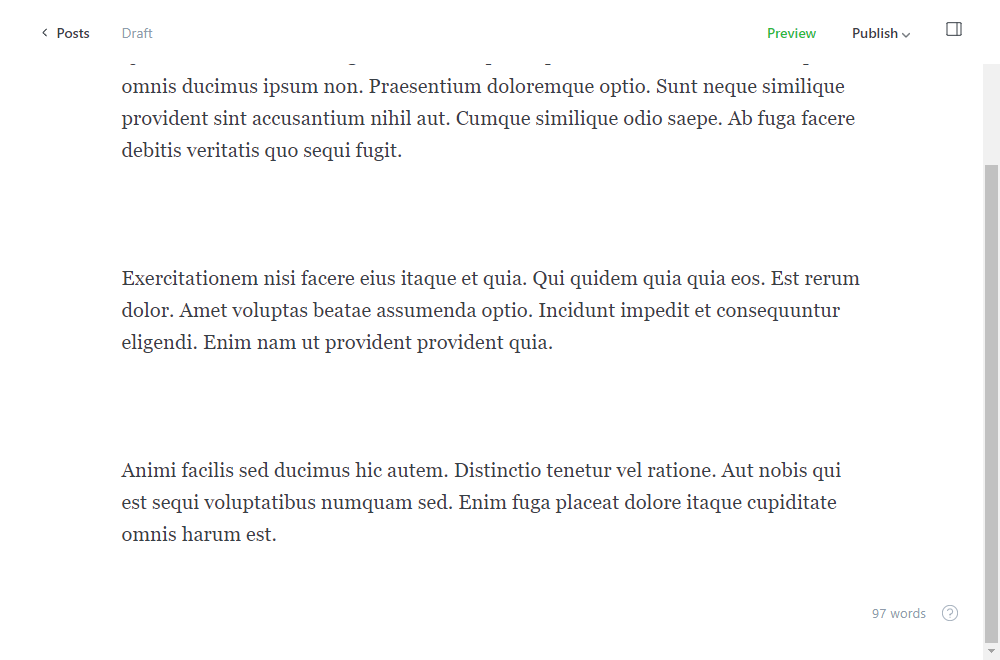 Posts
Draft
Preview
Publish
omnis ducimus ipsum non. Praesentium doloremque optio. Sunt neque similique
provident sint accusantium nihil aut. Cumque similique odio saepe. Ab fuga facere
debitis veritatis quo sequi fugit.
Exercitationem nisi facere eius itaque et quia. Qui quidem quia quia eos. Est rerum
dolor. Amet voluptas beatae assumenda optio. Incidunt impedit et consequuntur
eligendi. Enim nam ut provident provident quia.
Animi facilis sed ducimus hic autem. Distinctio tenetur vel ratione. Aut nobis qui
est sequi voluptatibus numquam sed. Enim fuga placeat dolore itaque cupiditate
omnis harum est.
97 words
?